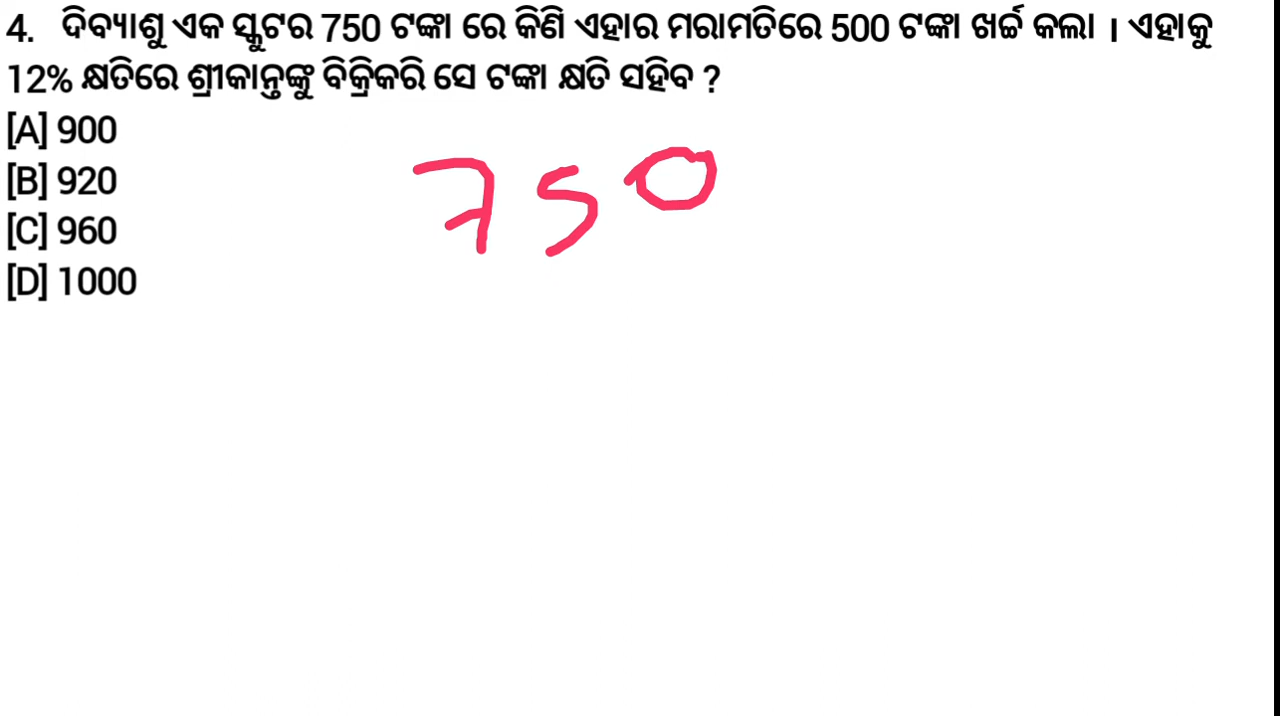 4. ଦିବ୍ୟାଶୁ ଏକ ସ୍କୁଟର 750 ଟଙ୍କା ରେ କିଣି ଏହାର ମରାମତିରେ 500 ଟଙ୍କା ଖର୍ଚ୍ଚ କଲା । ଏହାକୁ
12% କ୍ଷତିରେ ଶ୍ରୀକାନ୍ତଙ୍କୁ ବିକ୍ରିକରି ସେ ଟଙ୍କା କ୍ଷତି ସହିବ ?
[A] 900
[B] 920
[C] 960
[D] 1000
750